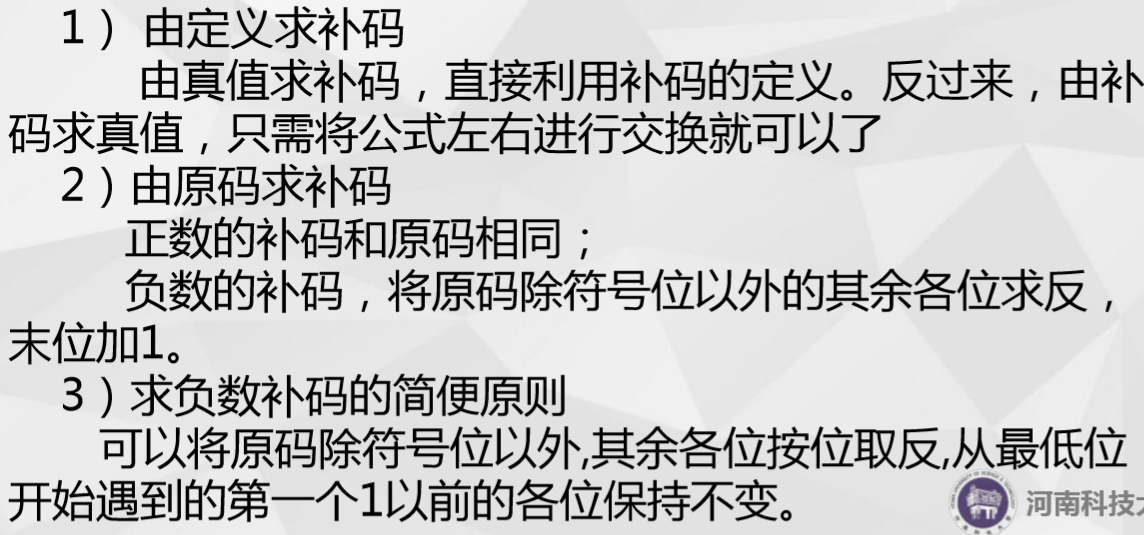 1） 由定义求补码
由真值求补码，直接利用补码的定义。反过来，由补
码求真值，只需将公式左右进行交换就可以了
2）由原码求补码
正数的补码和原码相同；
负数的补码，将原码除符号位以外的其余各位求反，
末位加1。
3）求负数补码的简便原则
可以将原码除符号位以外,其余各位按位取反,从最低位
开始遇到的第一个1以前的各位保持不变。
河南科技